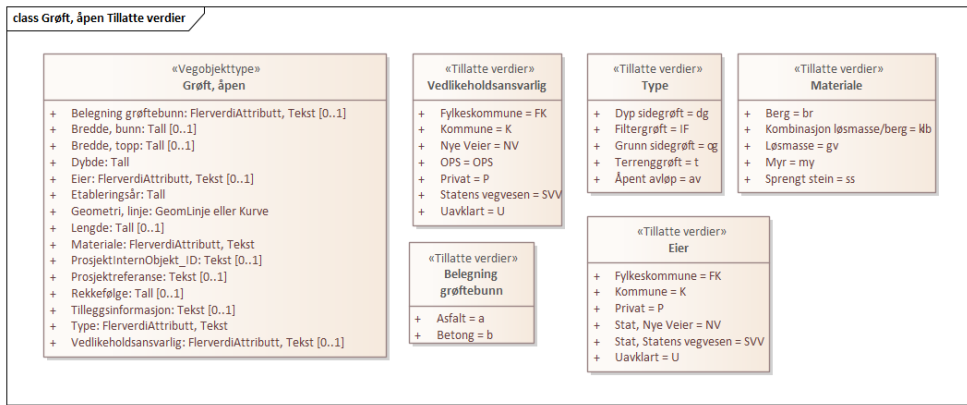 class Grøft, åpen Tillatte verdier
«Vegobjekttype»
Grøft, åpen
+ Belegning grøftebunn: FlerverdiAttributt, Tekst [0..1]
+ Bredde, bunn: Tall [0..1]
+ Bredde, topp: Tall [0..1]
+ Dybde: Tall
+ Eier: FlerverdiAttributt, Tekst [0..1]
+ Etableringsår: Tall
+ Geometri, linje: GeomLinje eller Kurve
+ Lengde: Tall [0..1]
+ Materiale: FlerverdiAttributt, Tekst
+ ProsjektInternObjekt_ID: Tekst [0..1]
+ Prosjektreferanse: Tekst [0..1]
+ Rekkefølge: Tall [0..1]
+ Tilleggsinformasjon: Tekst [0..1]
+ Type: FlerverdiAttributt, Tekst
+ Vedlikeholdsansvarlig: FlerverdiAttributt, Tekst [0..1]
«Tillatte verdier»
Vedlikeholdsansvarlig
+ Fylkeskommune = FK
+ Kommune = K
+ Nye Veier = NV
+ OPS = OPS
+ Privat = P
+ Statens vegvesen = SVV
+ Uavklart = U
«Tillatte verdier»
Type
+ Dyp sidegrøft = dg
+ Filtergrøft = IF
+ Grunn sidegrøft = og
+ Terrenggrøft = t
+ Åpent avløp = av
«Tillatte verdier»
Materiale
+ Berg = br
+ Kombinasjon løsmasse/berg = klb
+ Løsmasse = gv
+ Myr = my
+ Sprengt stein = ss
«Tillatte verdier»
Belegning
grøftebunn
+ Asfalt = a
+ Betong = b
«Tillatte verdier»
Eier
+ Fylkeskommune = FK
+ Kommune = K
+ Privat = P
+ Stat, Nye Veier = NV
+ Stat, Statens vegvesen = SVV
+ Uavklart = U